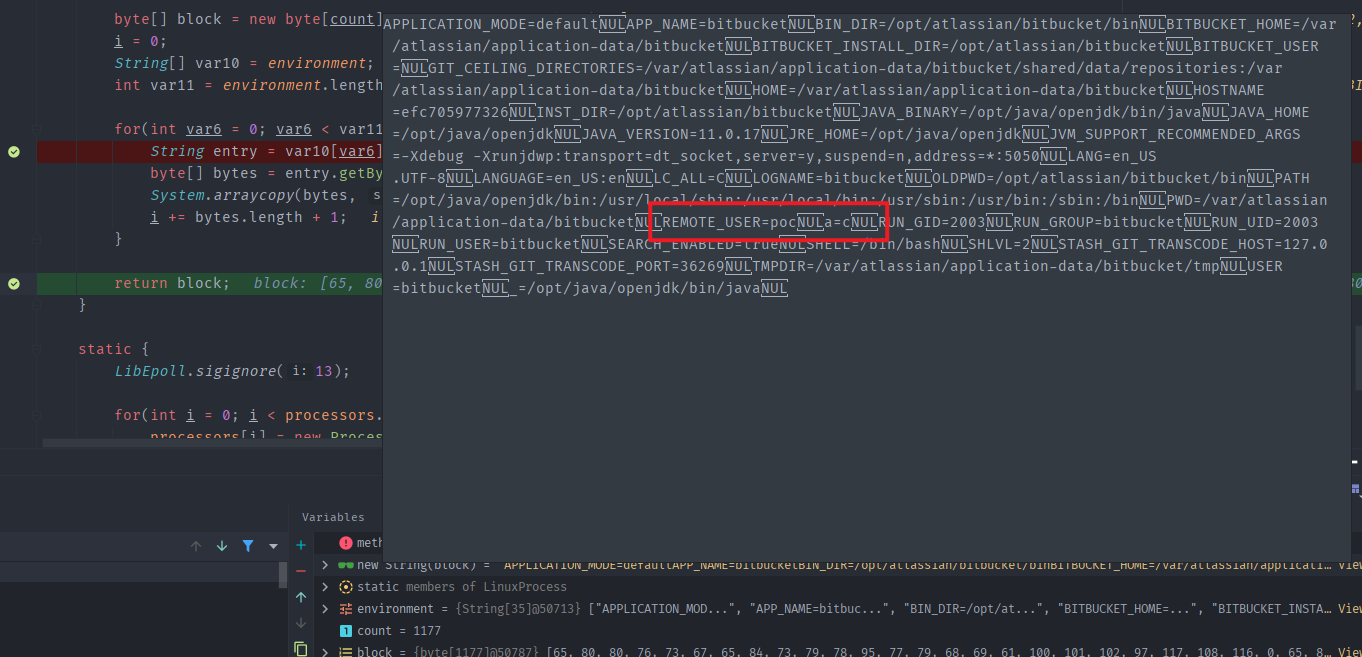 byte[] block = new byte[count]
i = 0;
String[] var10 = environment;
int var11 = environment.length
for(int var6 = 0; var6 < var11
String entry = var10[var6]
byte[] bytes = entry.getBy
System.arraycopy(bytes, s
i += bytes.length + 1; i
}
return block; block: [65, 80
}
static {
LibEpoll.sigignore( i: 13);
for(int i = 0; i < processors.
processors[i] = new Proces
APPLICATION_MODE=defaultNULAPP_NAME=bitbucketNULBIN_DIR=/opt/atlassian/bitbucket/binNULBITBUCKET_HOME=/var
/atlassian/application-data/bitbucketNULBITBUCKET_INSTALL_DIR=/opt/atlassian/bitbucketNULBITBUCKET_USER
=NULGIT_CEILING_DIRECTORIES=/var/atlassian/application-data/bitbucket/shared/data/repositories:/var
/atlassian/application-data/bitbucketNULHOME=/var/atlassian/application-data/bitbucketNULHOSTNAME
=efc705977326NULINST_DIR=/opt/atlassian/bitbucketNULJAVA_BINARY=/opt/java/openjdk/bin/javaNULJAVA_HOME
=/opt/java/openjdkNULJAVA_VERSION=11.0.17NULJRE_HOME=/opt/java/openjdkNULJVM_SUPPORT_RECOMMENDED_ARGS
=-Xdebug -Xrunjdwp:transport=dt_socket,server=y,suspend=n,address=*:5050NULLANG=en_US
.UTF-8NULLANGUAGE=en_US:enNULLC_ALL=CNULLOGNAME=bitbucketNULOLDPWD=/opt/atlassian/bitbucket/binNULPATH
=/opt/java/openjdk/bin:/usr/local/sbin:/usr/local/bin:/usr/sbin:/usr/bin:/sbin:/binNULPWD=/var/atlassian
/application-data/bitbucketNULREMOTE_USER=pocNULa=cNULRUN_GID=2003NULRUN_GROUP=bitbucketNULRUN_UID=2003
NULRUN_USER=bitbucketNULSEARCH_ENABLED=trueNULSHELL=/bin/bashNULSHLVL=2NULSTASH_GIT_TRANSCODE_HOST=127.0
.0.1NULSTASH_GIT_TRANSCODE_PORT=36269NULTMPDIR=/var/atlassian/application-data/bitbucket/tmpNULUSER
=bitbucketNUL_=/opt/java/openjdk/bin/javaNUL
Variables
meth
new String(block) = "APPLICATION_MODE=defaultAPP_NAME=bitbucketBIN_DIR=/opt/atlassian/bitbucket/binBITBUCKET_HOME=/var/atlassian/applicati... View
static members of LinuxProcess
environment = {String[35]@50713} ["APPLICATION_MOD...", "APP_NAME=bitbuc...", "BIN_DIR=/opt/at...", "BITBUCKET_HOME=...", "BITBUCKET_INSTA... View
count = 1177
block = {byte[1177]@50787} [65, 80, 80, 76, 73, 67, 65, 84, 73, 79, 78, 95, 77, 79, 68, 69, 61, 100, 101, 102, 97, 117, 108, 116, 0, 65, 8... View